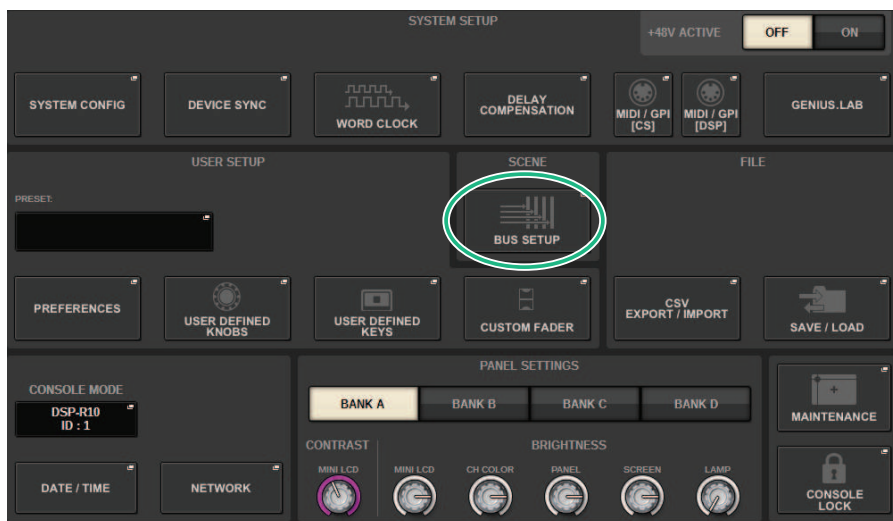 SYSTEM SETUP
+48V ACTIVE
OFF
ON
SYSTEM CONFIG
DEVICE SYNC
WORD CLOCK
DELAY
COMPENSATION
MIDI / GPI
[CS]
MIDI / GPI
[DSP]
GENIUS.LAB
USER SETUP
SCENE
FILE
PRESET:
BUS SETUP
PREFERENCES
USER DEFINED
KNOBS
USER DEFINED
KEYS
CUSTOM FADER
CSV
EXPORT / IMPORT
SAVE / LOAD
CONSOLE MODE
DSP-R10
ID : 1
DATE / TIME
NETWORK
PANEL SETTINGS
BANK A
BANK B
BANK C
BANK D
CONTRAST
BRIGHTNESS
MINI LCD
MINI LCD
CH COLOR
PANEL
SCREEN
LAMP
MAINTENANCE
CONSOLE
LOCK